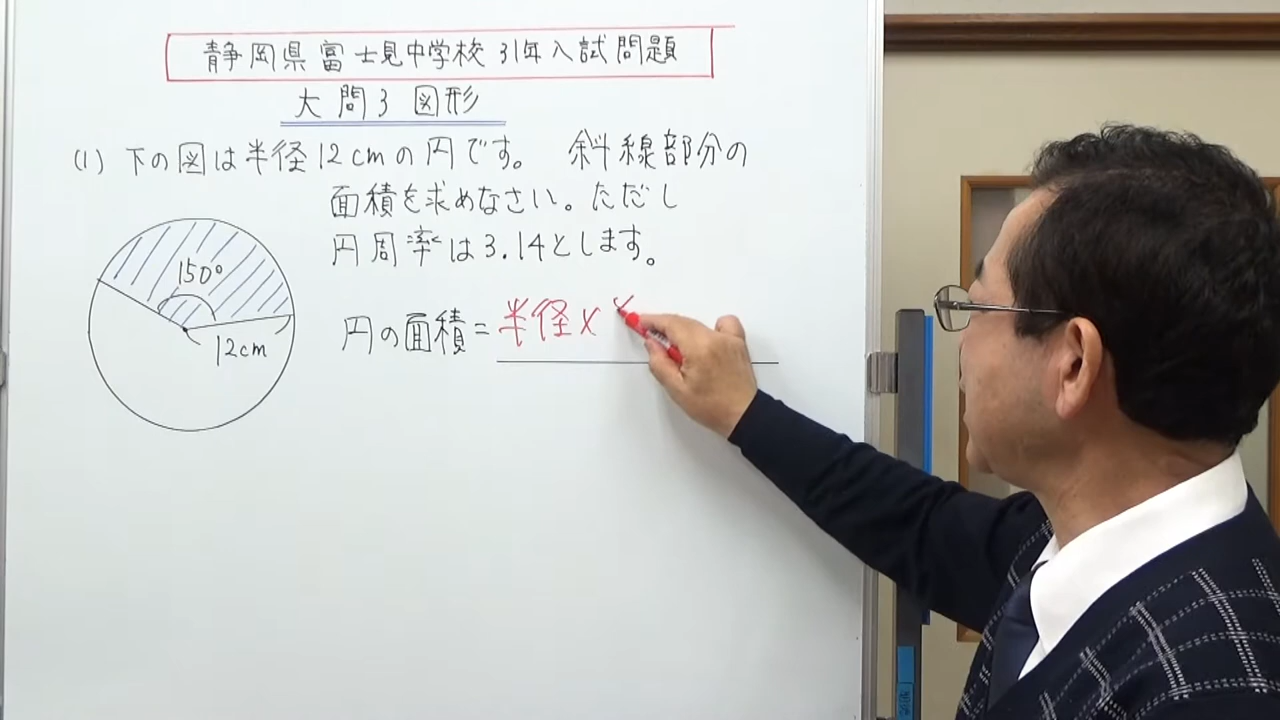 静岡県富士見中学校31年入試問題
大問3 図形
(1) 下の図は半径12cmの円です。 斜線部分の
面積を求めなさい。ただし
円周率は3.14とします。
150°
12cm
円の面積=半径×